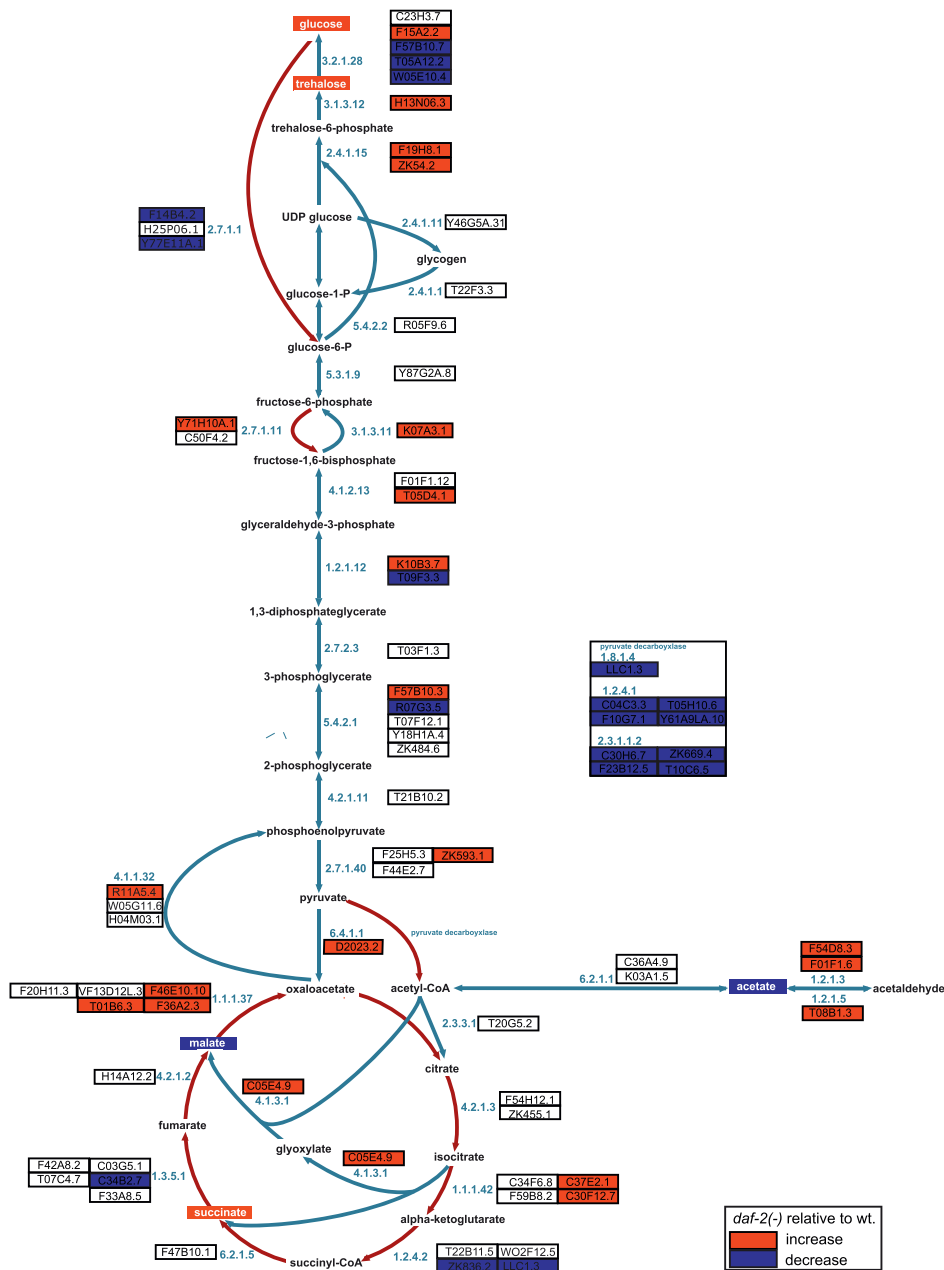 glucose
C23H3.7
F15A2.2
F57B10.7
T05A12.2
W05E10.4
3.2.1.28
trehalose
3.1.3.12
H13N06.3
trehalose-6-phosphate
2.4.1.15
F19H8.1
ZK54.2
F14B4.2
H25P06.1
Y77E11A.1
2.7.1.1
UDP glucose
2.4.1.11
Y46G5A.31
glycogen
glucose-1-P
2.4.1.1
T22F3.3
5.4.2.2
R05F9.6
glucose-6-P
5.3.1.9
Y87G2A.8
fructose-6-phosphate
Y71H10A.1
C50F4.2
2.7.1.11
3.1.3.11
K07A3.1
fructose-1,6-bisphosphate
4.1.2.13
F01F1.12
T05D4.1
glyceraldehyde-3-phosphate
1.2.1.12
K10B3.7
T09F3.3
1,3-diphosphateglycerate
2.7.2.3
T03F1.3
3-phosphoglycerate
5.4.2.1
F57B10.3
R07G3.5
T07F12.1
Y18H1A.4
ZK484.6
2-phosphoglycerate
4.2.1.11
T21B10.2
pyruvate decarboyxlase
1.8.1.4
LLC1.3
1.2.4.1
C04C3.3 T05H10.6
F10G7.1 Y61A9LA.10
2.3.1.1.2
C30H6.7 ZK669.4
F23B12.5 T10C6.5
phosphoenolpyruvate
2.7.1.40
F25H5.3 ZK593.1
F44E2.7
4.1.1.32
R11A5.4
W05G11.6
H04M03.1
pyruvate
6.4.1.1
D2023.2
pyruvate decarboyxlase
F20H11.3 VF13D12L.3 F46E10.10
T01B6.3 F36A2.3
1.1.1.37
oxaloacetate
acetyl-CoA
6.2.1.1
C36A4.9
K03A1.5
acetate
F54D8.3
F01F1.6
1.2.1.3
1.2.1.5
T08B1.3
acetaldehyde
2.3.3.1
T20G5.2
malate
citrate
H14A12.2
4.2.1.2
C05E4.9
4.1.3.1
4.2.1.3
F54H12.1
ZK455.1
fumarate
glyoxylate
C05E4.9
4.1.3.1
isocitrate
F42A8.2 C03G5.1
T07C4.7 C34B2.7
F33A8.5
1.3.5.1
1.1.1.42
C34F6.8 C37E2.1
F59B8.2 C30F12.7
succinate
alpha-ketoglutarate
F47B10.1
6.2.1.5
succinyl-CoA
1.2.4.2
T22B11.5 WO2F12.5
ZK836.2 LLC1.3
daf-2(-) relative to wt.
increase
decrease